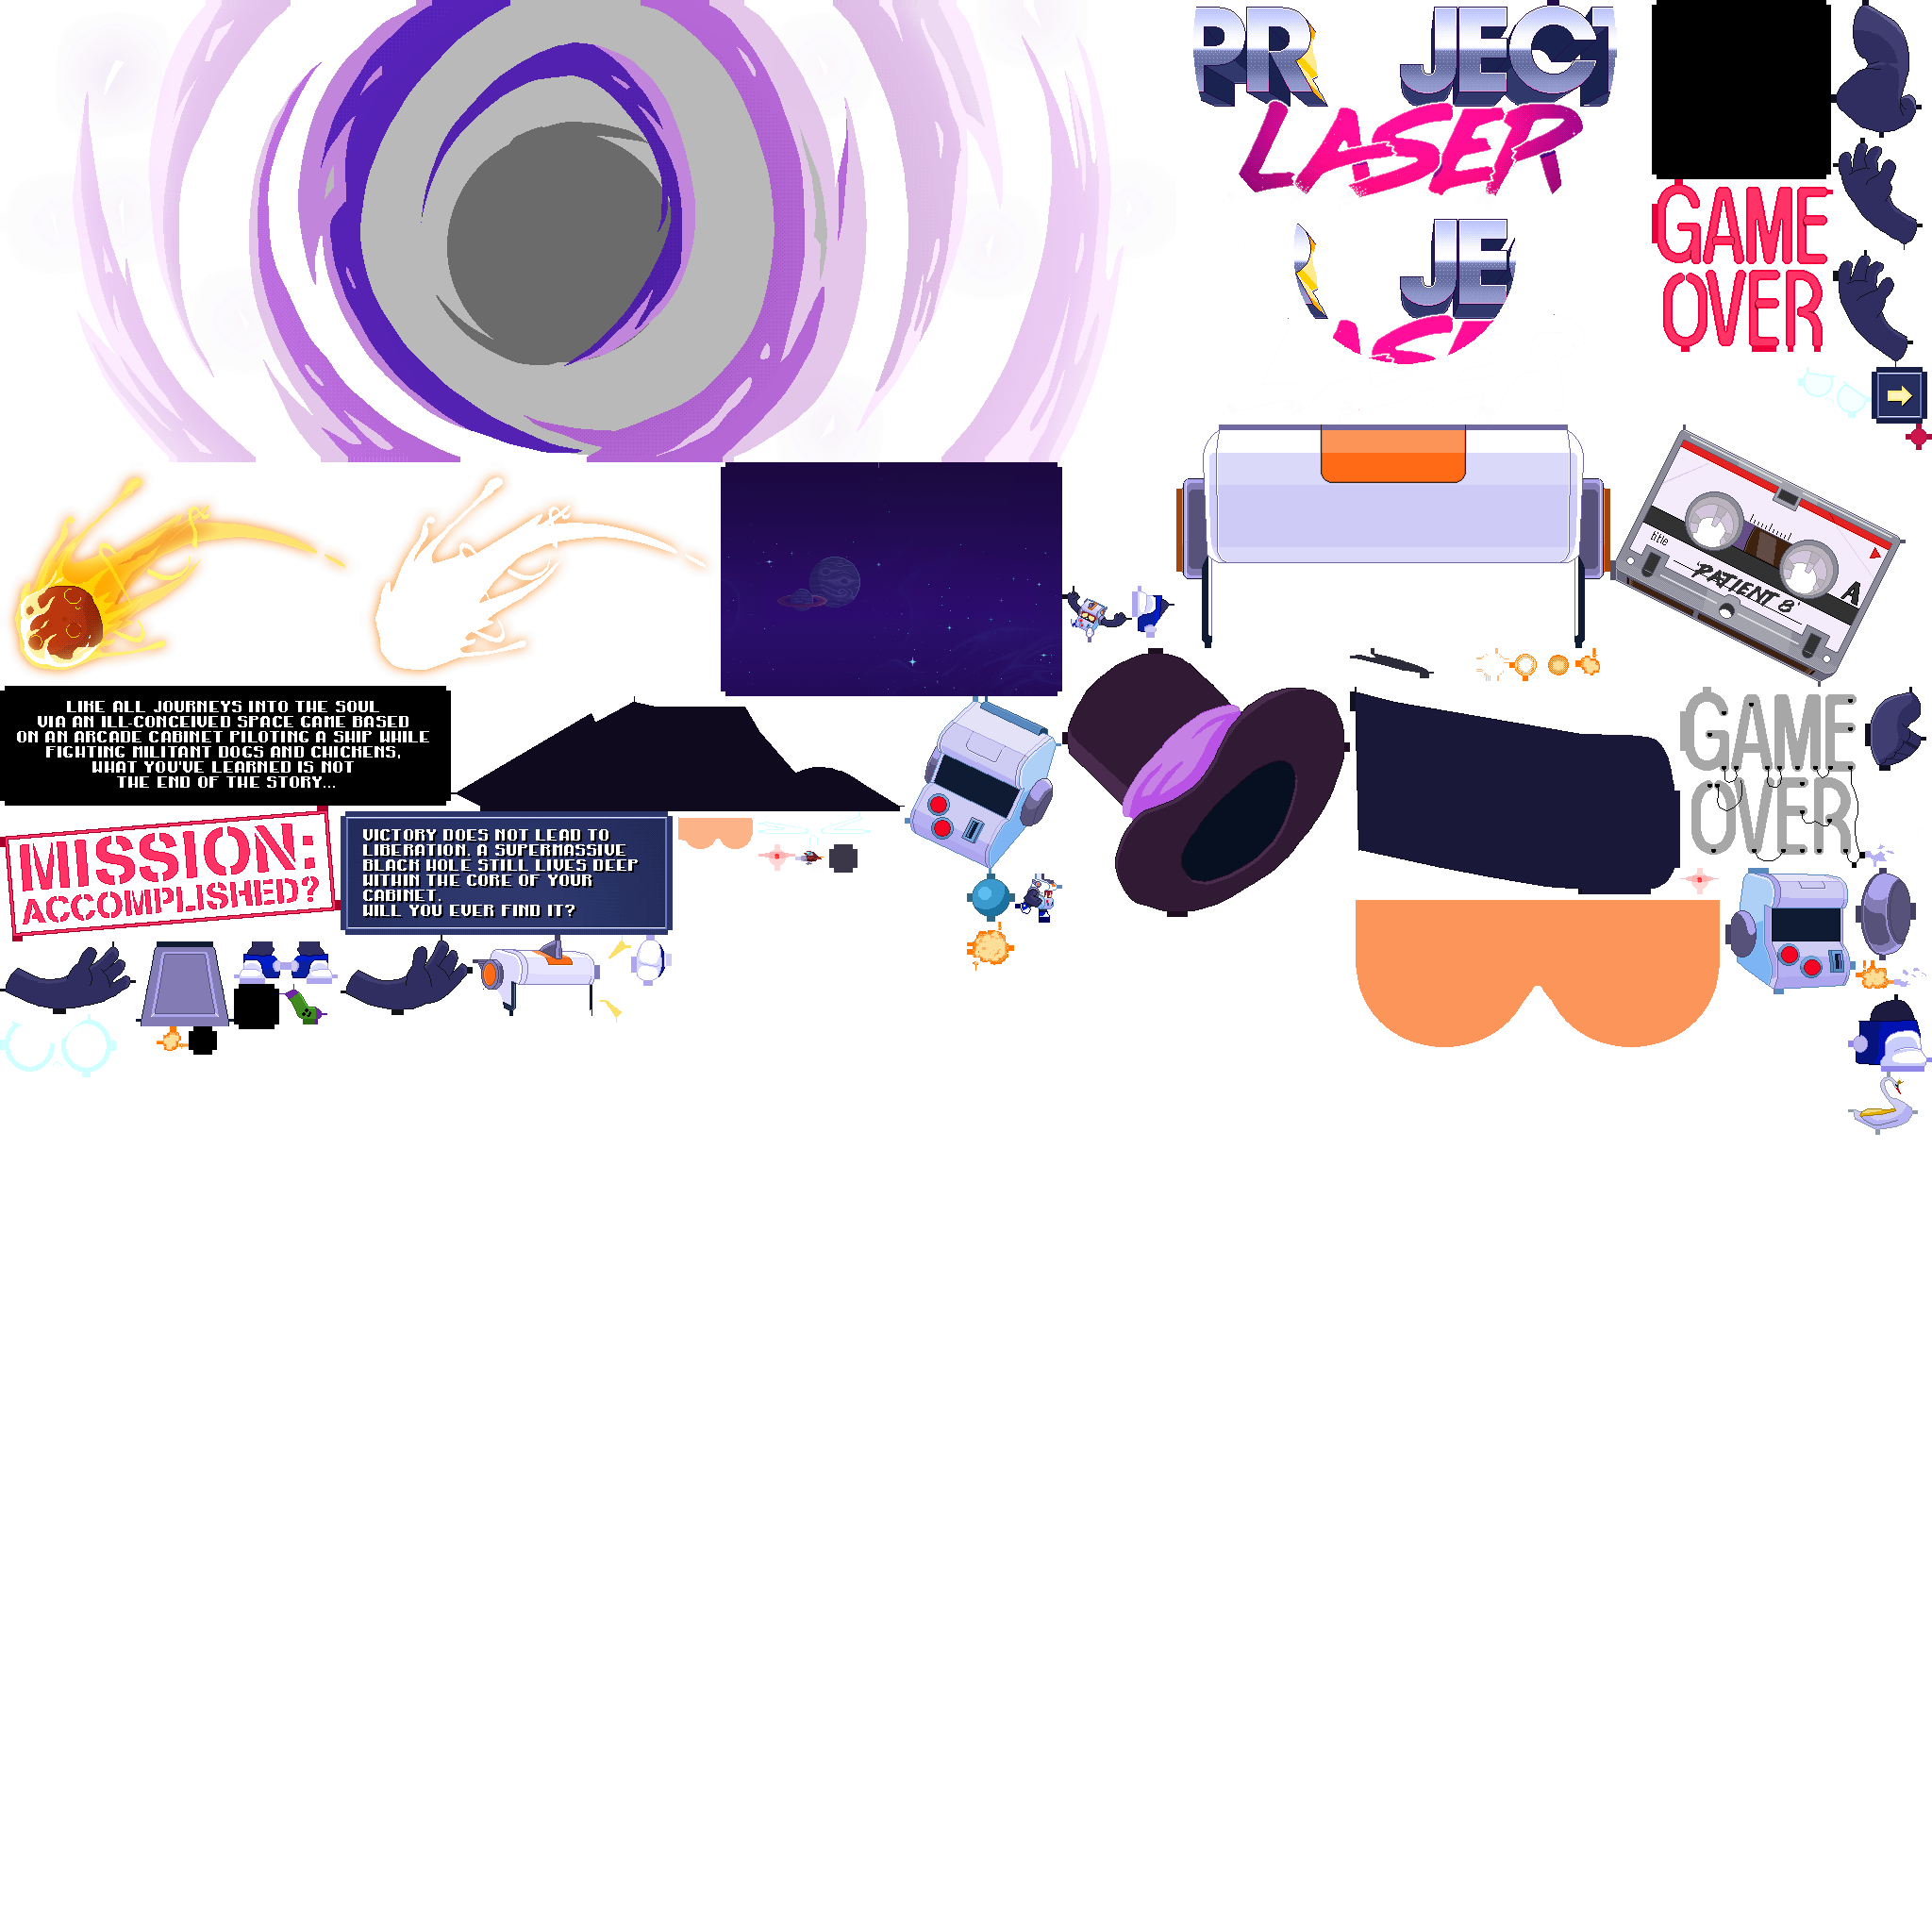 PR JECT
LASER
JE
GAME
OVER
title
'PATIENT 8'
A
LIKE ALL JOURNEYS INTO THE SOUL
VIA AN ILL-CONCEIVED SPACE GAME BASED
ON AN ARCADE CABINET PILOTING A SHIP WHILE
FIGHTING MILITANT DOGS AND CHICKENS,
WHAT YOU'VE LEARNED IS NOT
THE END OF THE STORY...
GAME
OVER
MISSION:
ACCOMPLISHED?
VICTORY DOES NOT LEAD TO
LIBERATION. A SUPERMASSIVE
BLACK HOLE STILL LIVES DEEP
WITHIN THE CORE OF YOUR
CABINET.
WILL YOU EVER FIND IT?